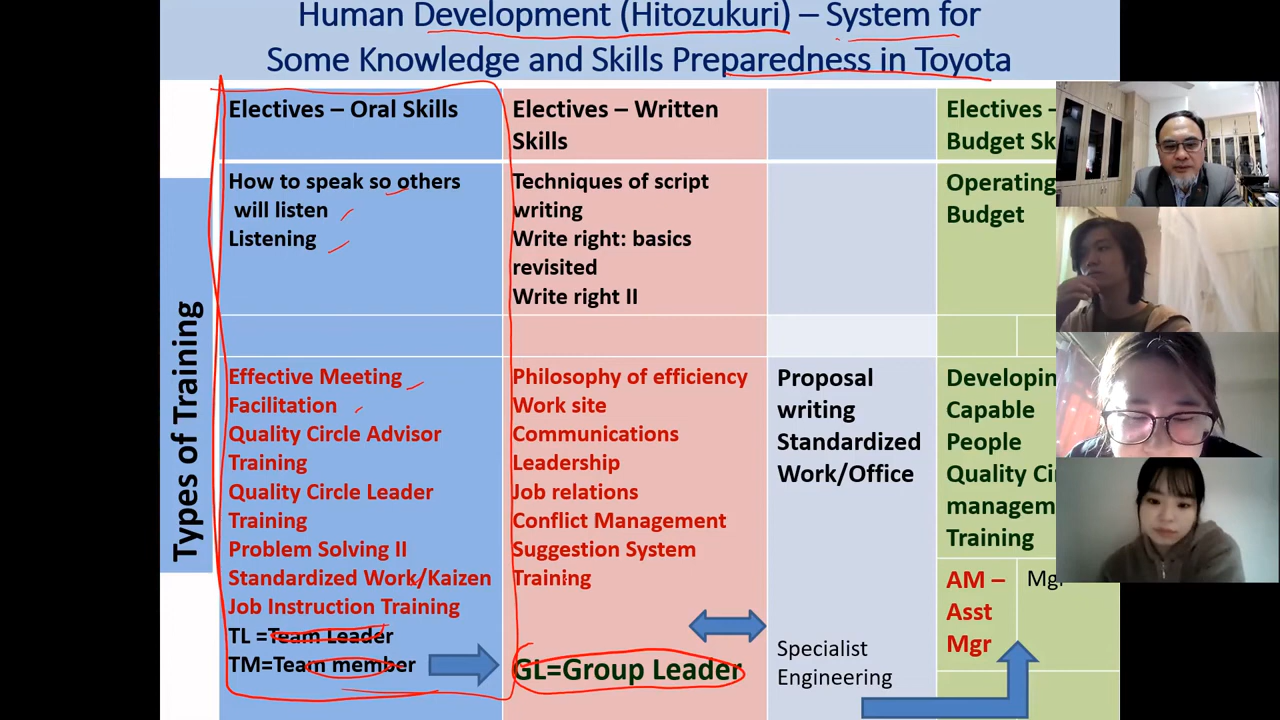 Human Development (Hitozukuri) – System for
Some Knowledge and Skills Preparedness in Toyota
Types of Training
Electives – Oral Skills
How to speak so others
will listen
Listening
Effective Meeting
Facilitation
Quality Circle Advisor
Training
Quality Circle Leader
Training
Problem Solving II
Standardized Work/Kaizen
Job Instruction Training
TL =Team Leader
TM=Team member
Electives – Written
Skills
Techniques of script
writing
Write right: basics
revisited
Write right II
Philosophy of efficiency
Work site
Communications
Leadership
Job relations
Conflict Management
Suggestion System
Training
GL=Group Leader
Proposal
writing
Standardized
Work/Office
Specialist
Engineering
Electives –
Budget Sk
Operating
Budget
Developin
Capable
People
Quality Ci
managem
Training
AM –
Asst
Mgr
Mgr